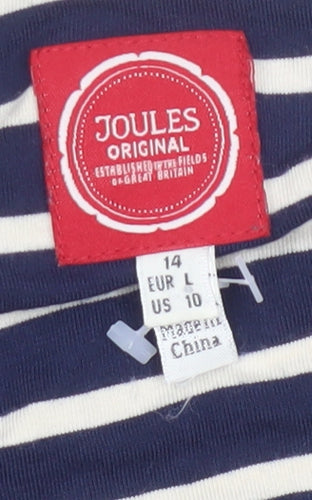 JOULES
ORIGINAL
ESTABLISHED IN THE FIELDS
OF GREAT BRITAIN
14
EUR L
US 10
Made in
China